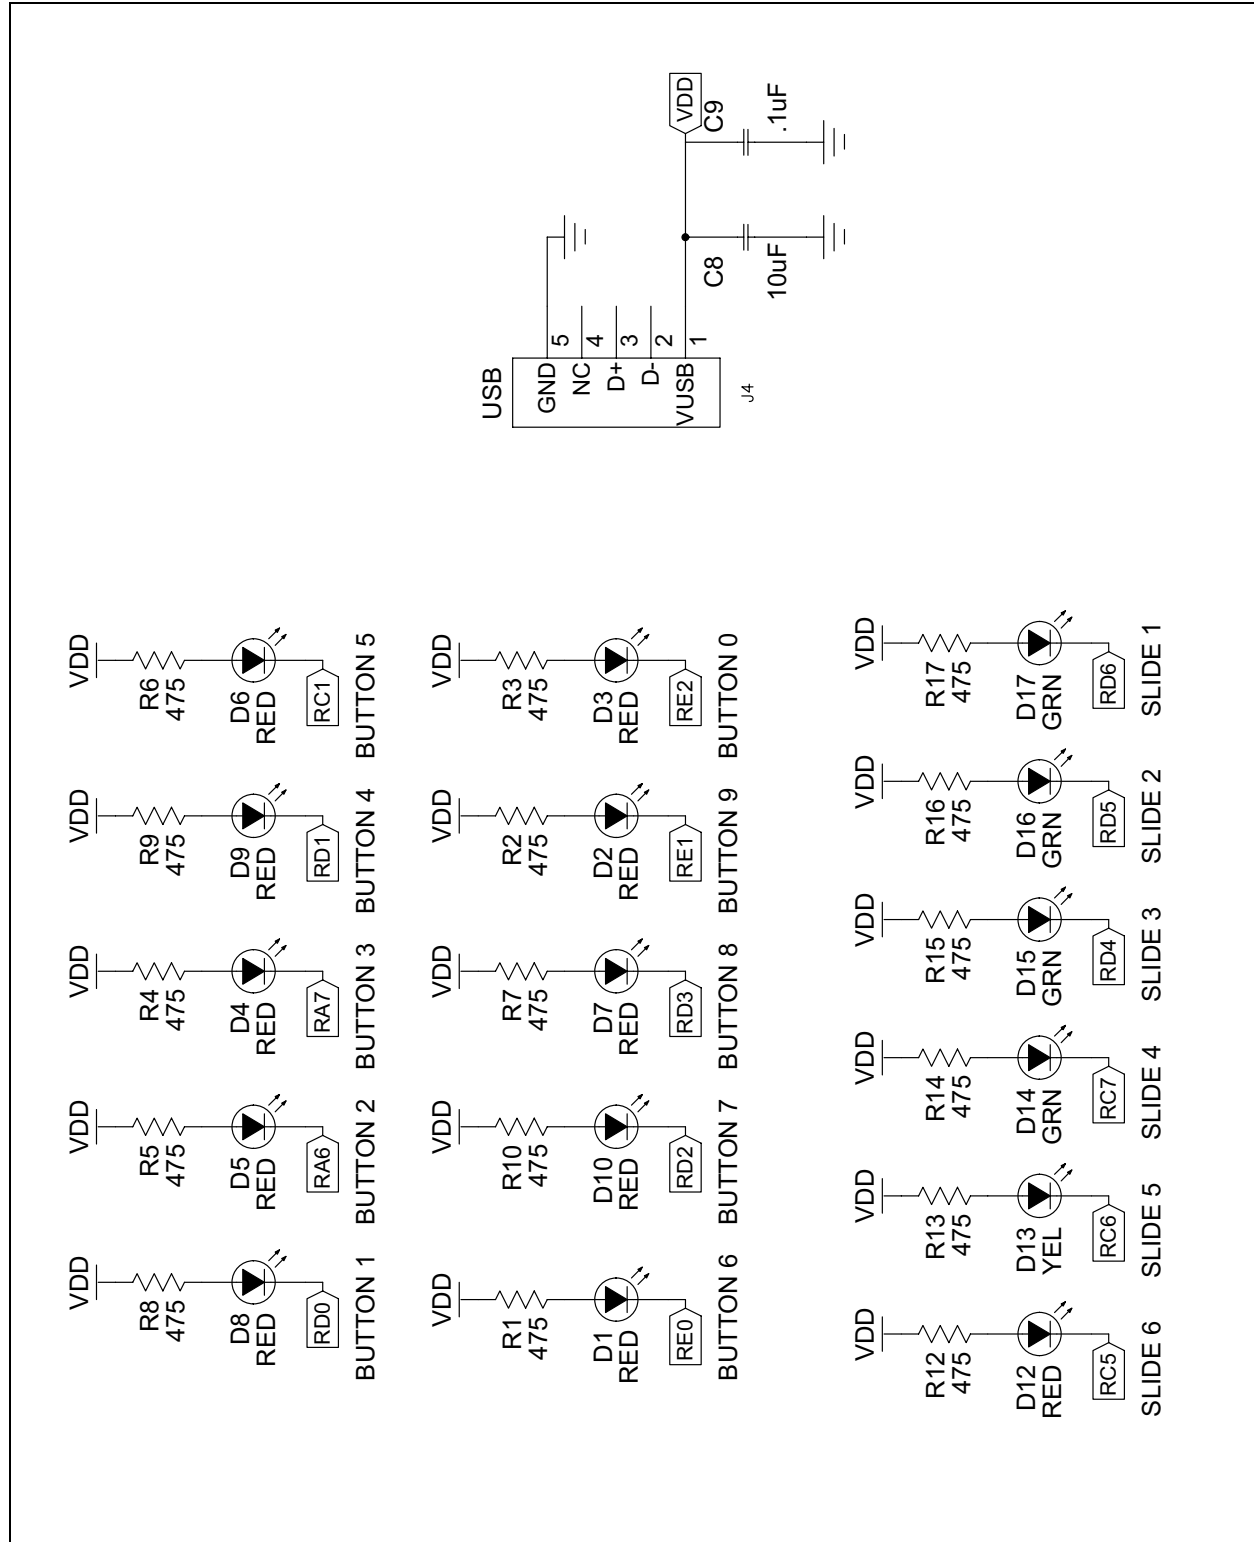 USB
GND
5
NC
4
D+
3
D-
2
VUSB
1
J4
VDD
C9
.1uF
C8
10uF
VDD
R6
475
D6
RED
RC1
BUTTON 5
VDD
R9
475
D9
RED
RD1
BUTTON 4
VDD
R4
475
D4
RED
RA7
BUTTON 3
VDD
R5
475
D5
RED
RA6
BUTTON 2
VDD
R8
475
D8
RED
RD0
BUTTON 1
VDD
R3
475
D3
RED
RE2
BUTTON 0
VDD
R2
475
D2
RED
RE1
BUTTON 9
VDD
R7
475
D7
RED
RD3
BUTTON 8
VDD
R10
475
D10
RED
RD2
BUTTON 7
VDD
R1
475
D1
RED
RE0
BUTTON 6
VDD
R17
475
D17
GRN
RD6
SLIDE 1
VDD
R16
475
D16
GRN
RD5
SLIDE 2
VDD
R15
475
D15
GRN
RD4
SLIDE 3
VDD
R14
475
D14
GRN
RC7
SLIDE 4
VDD
R13
475
D13
YEL
RC6
SLIDE 5
VDD
R12
475
D12
RED
RC5
SLIDE 6